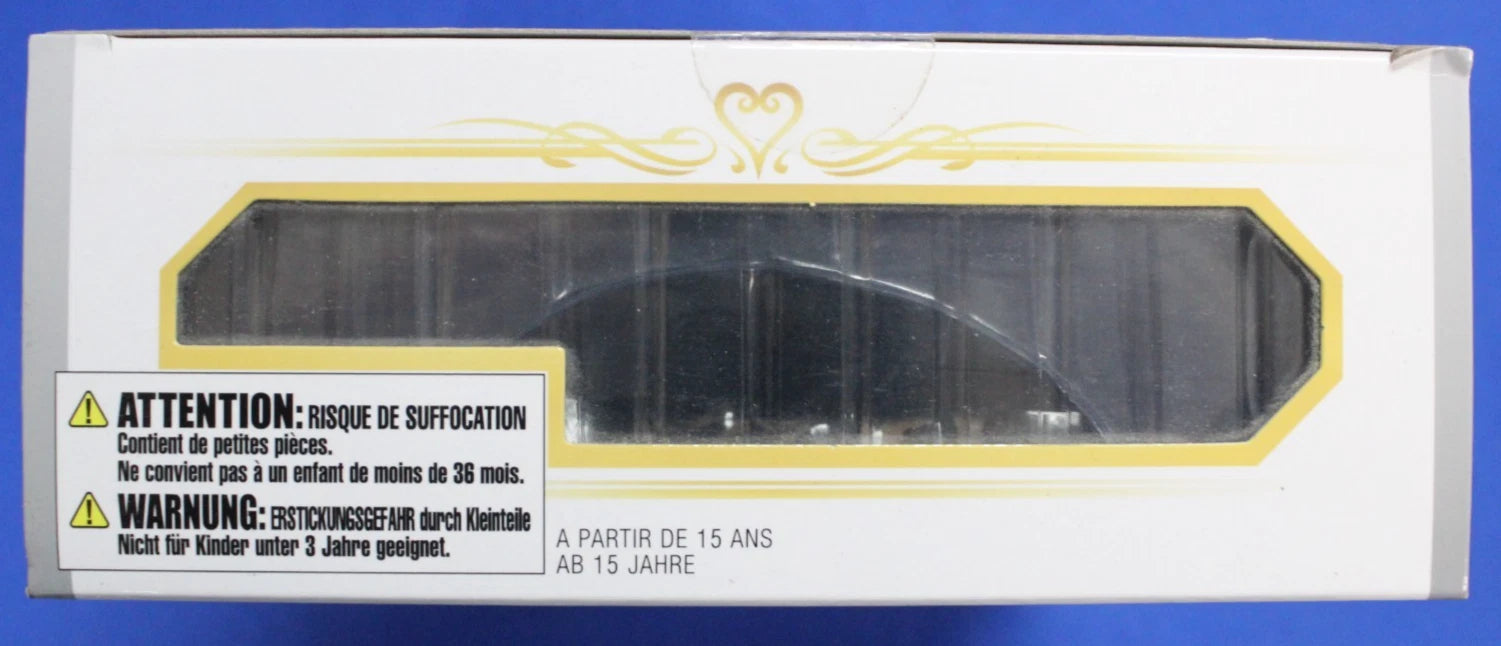 ATTENTION: RISQUE DE SUFFOCATION
Contient de petites pièces.
Ne convient pas à un enfant de moins de 36 mois.
WARNUNG: ERSTICKUNGSGEFAHR durch Kleinteile
Nicht für Kinder unter 3 Jahre geeignet.
A PARTIR DE 15 ANS
AB 15 JAHRE